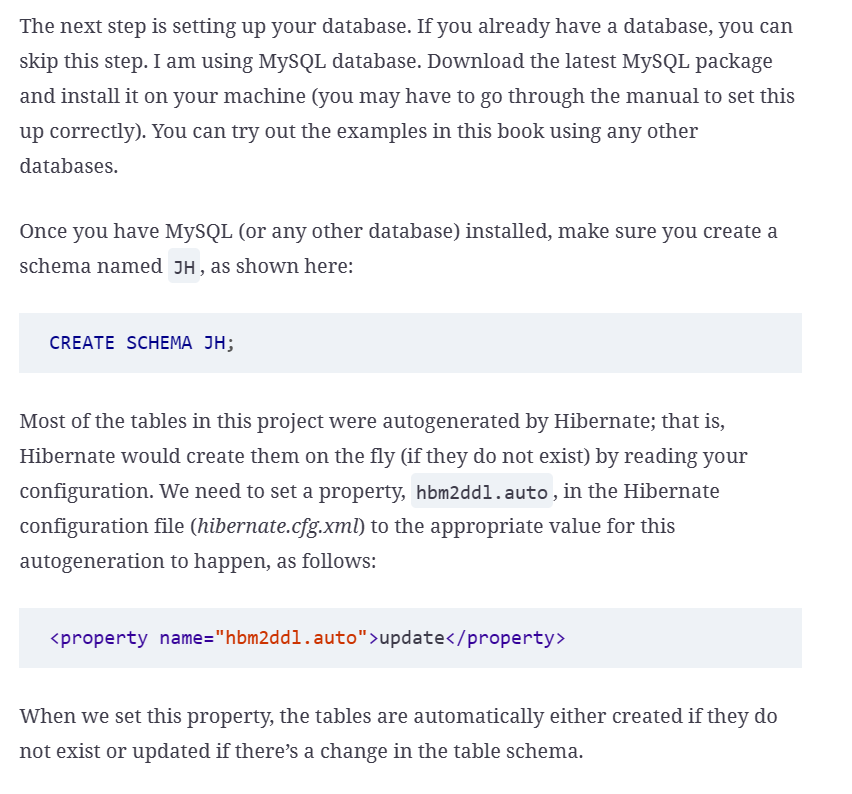 The next step is setting up your database. If you already have a database, you can
skip this step. I am using MySQL database. Download the latest MySQL package
and install it on your machine (you may have to go through the manual to set this
up correctly). You can try out the examples in this book using any other
databases.
Once you have MySQL (or any other database) installed, make sure you create a
schema named JH, as shown here:
CREATE SCHEMA JH;
Most of the tables in this project were autogenerated by Hibernate; that is,
Hibernate would create them on the fly (if they do not exist) by reading your
configuration. We need to set a property, hbm2ddl.auto, in the Hibernate
configuration file (hibernate.cfg.xml) to the appropriate value for this
autogeneration to happen, as follows:
<property name="hbm2ddl.auto">update</property>
When we set this property, the tables are automatically either created if they do
not exist or updated if there’s a change in the table schema.